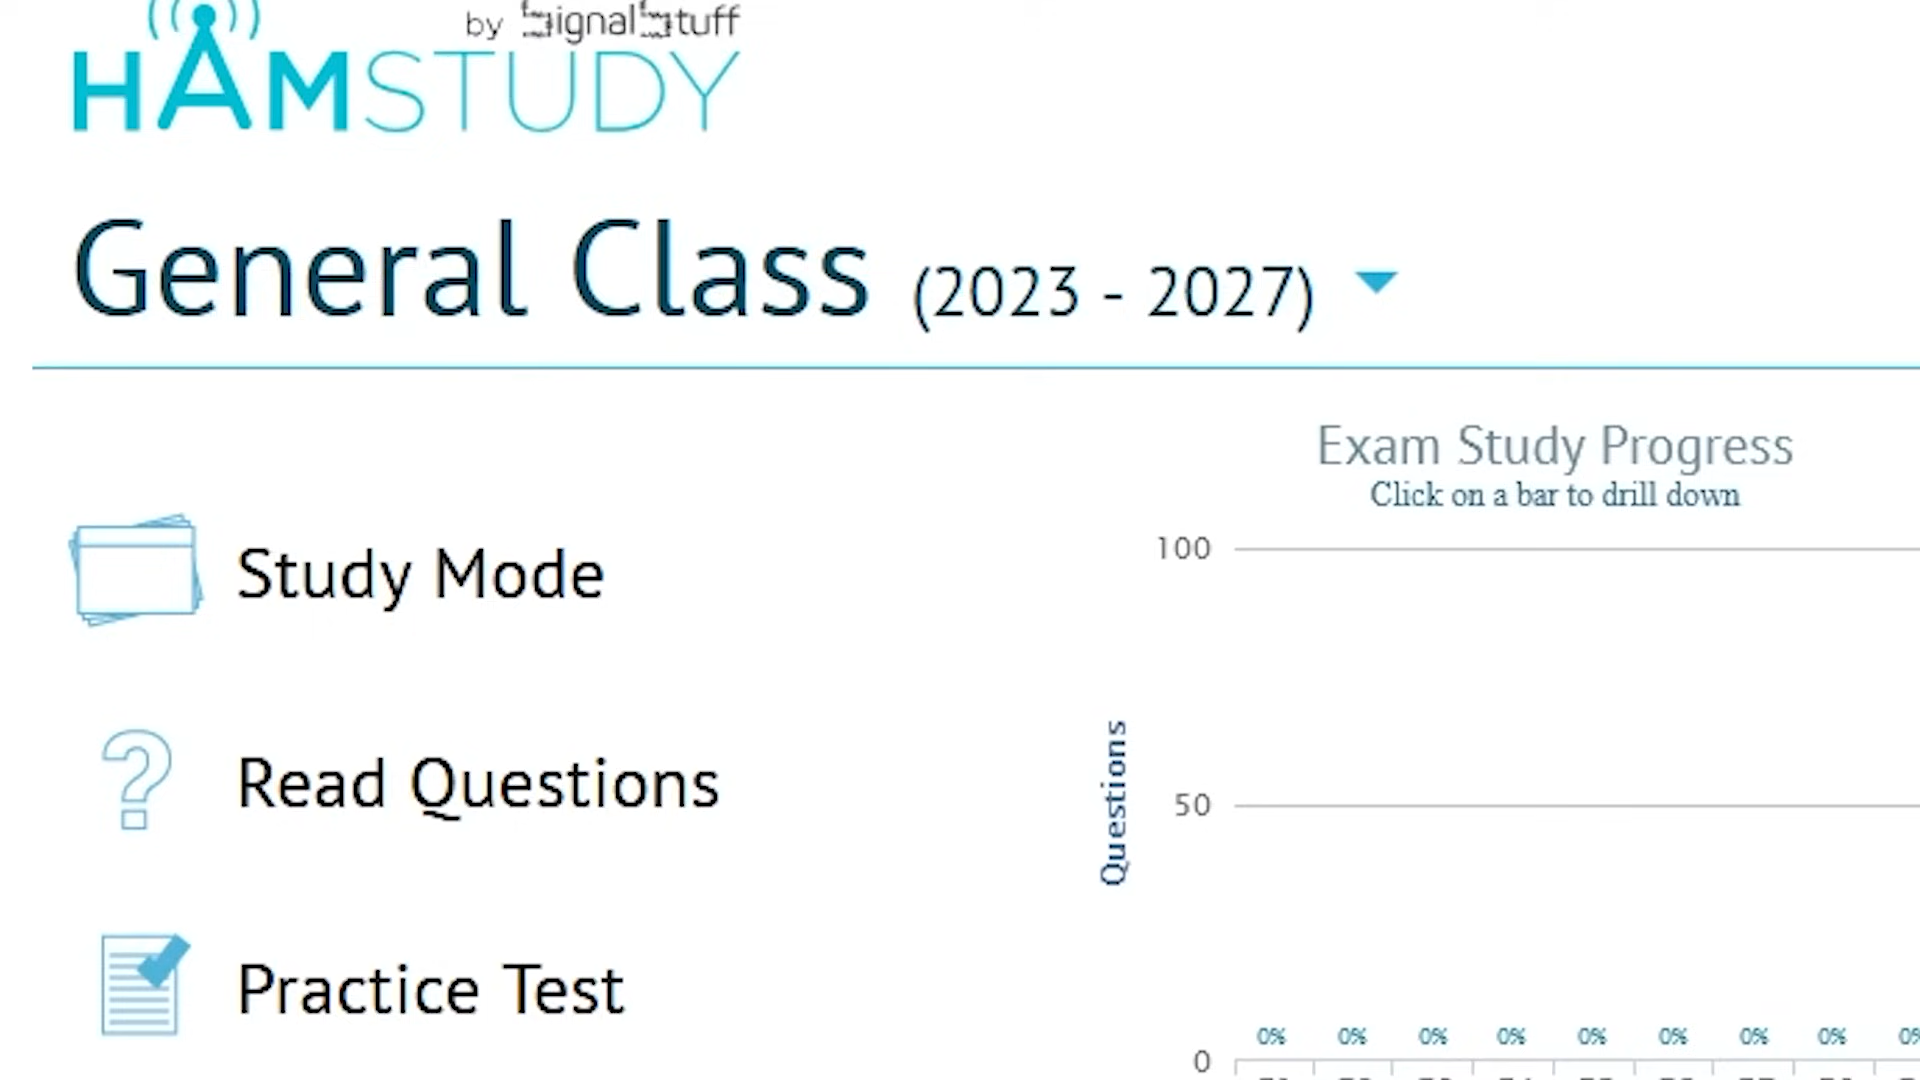 by SignalStuff
HAMSTUDY
General Class (2023 - 2027)
Exam Study Progress
Click on a bar to drill down
Study Mode
Read Questions
Practice Test
Questions
100
50
0
0% 0% 0% 0% 0% 0% 0% 0%